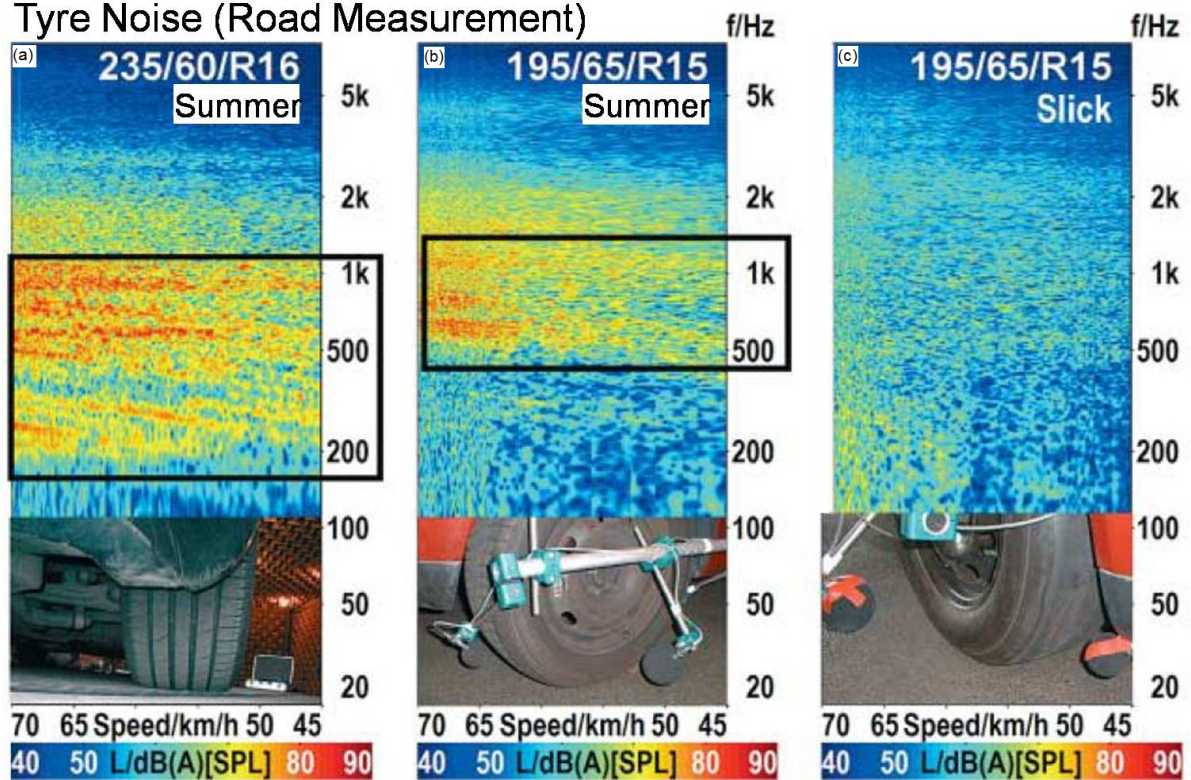 Tyre Noise (Road Measurement)
(a)
235/60/R16
Summer
5k
2k
1k
500
200
100
50
20
70 65 Speed/km/h 50 45
40 50 L/dB(A)[SPL] 80 90
f/Hz
(b)
195/65/R15
Summer
5k
2k
1k
500
200
100
50
20
70 65 Speed/km/h 50 45
40 50 L/dB(A)[SPL] 80 90
f/Hz
(c)
195/65/R15
Slick
5k
2k
1k
500
200
100
50
20
70 65 Speed/km/h 50 45
40 50 L/dB(A)[SPL] 80 90